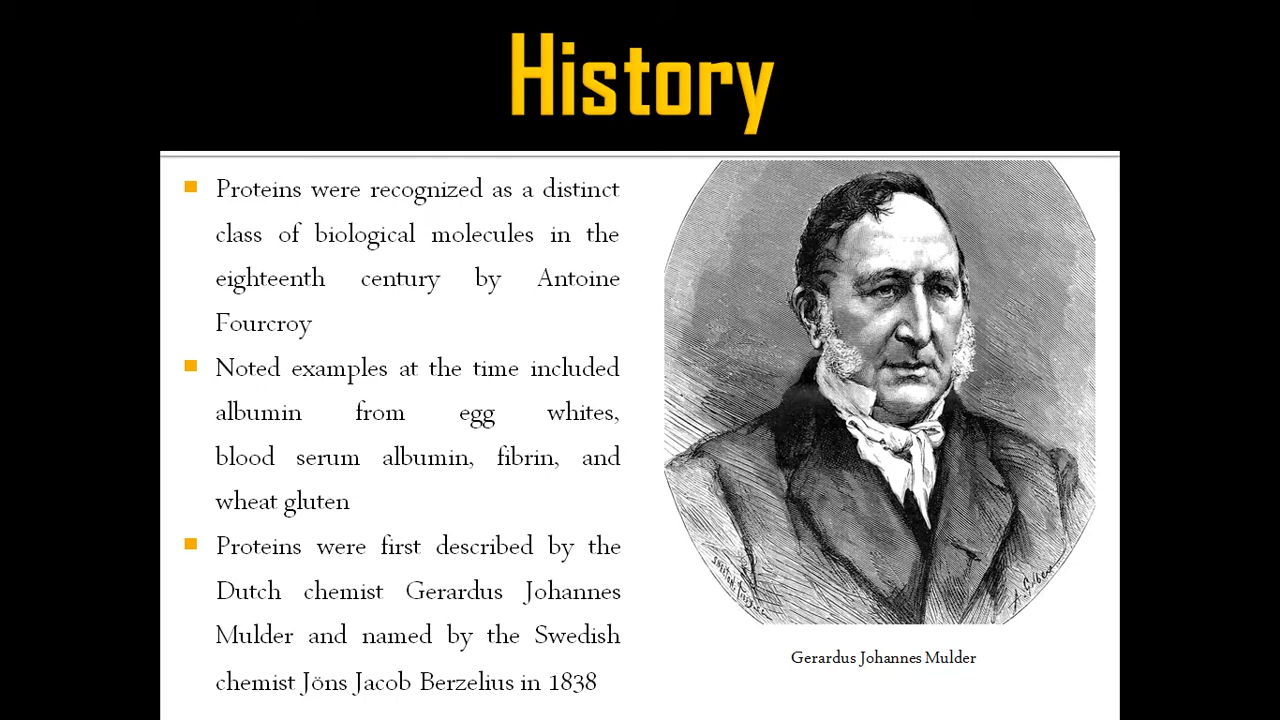 History
Proteins were recognized as a distinct
class of biological molecules in the
eighteenth century by Antoine
Fourcroy
Noted examples at the time included
albumin from egg whites,
blood serum albumin, fibrin, and
wheat gluten
Proteins were first described by the
Dutch chemist Gerardus Johannes
Mulder and named by the Swedish
chemist Jöns Jacob Berzelius in 1838
Gerardus Johannes Mulder